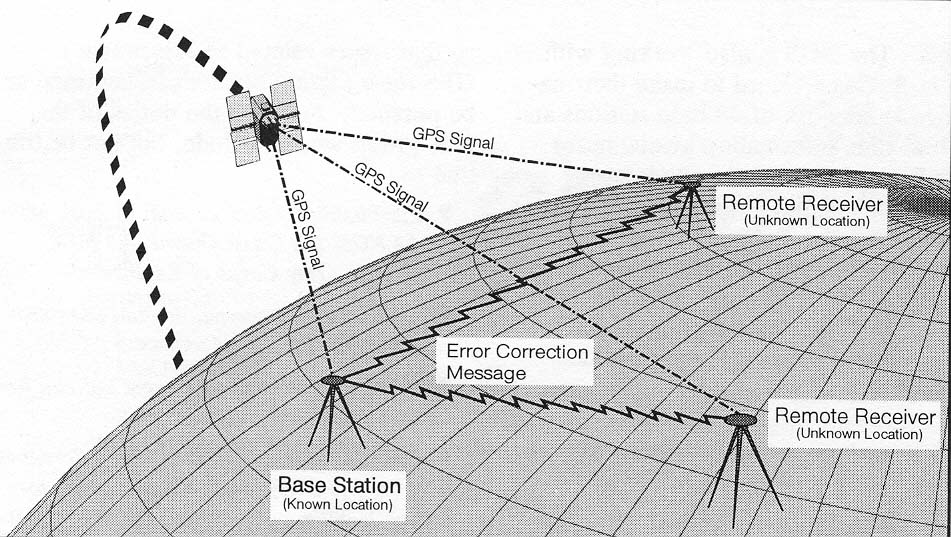 GPS Signal
GPS Signal
GPS Signal
Remote Receiver
(Unknown Location)
Error Correction
Message
Remote Receiver
(Unknown Location)
Base Station
(Known Location)